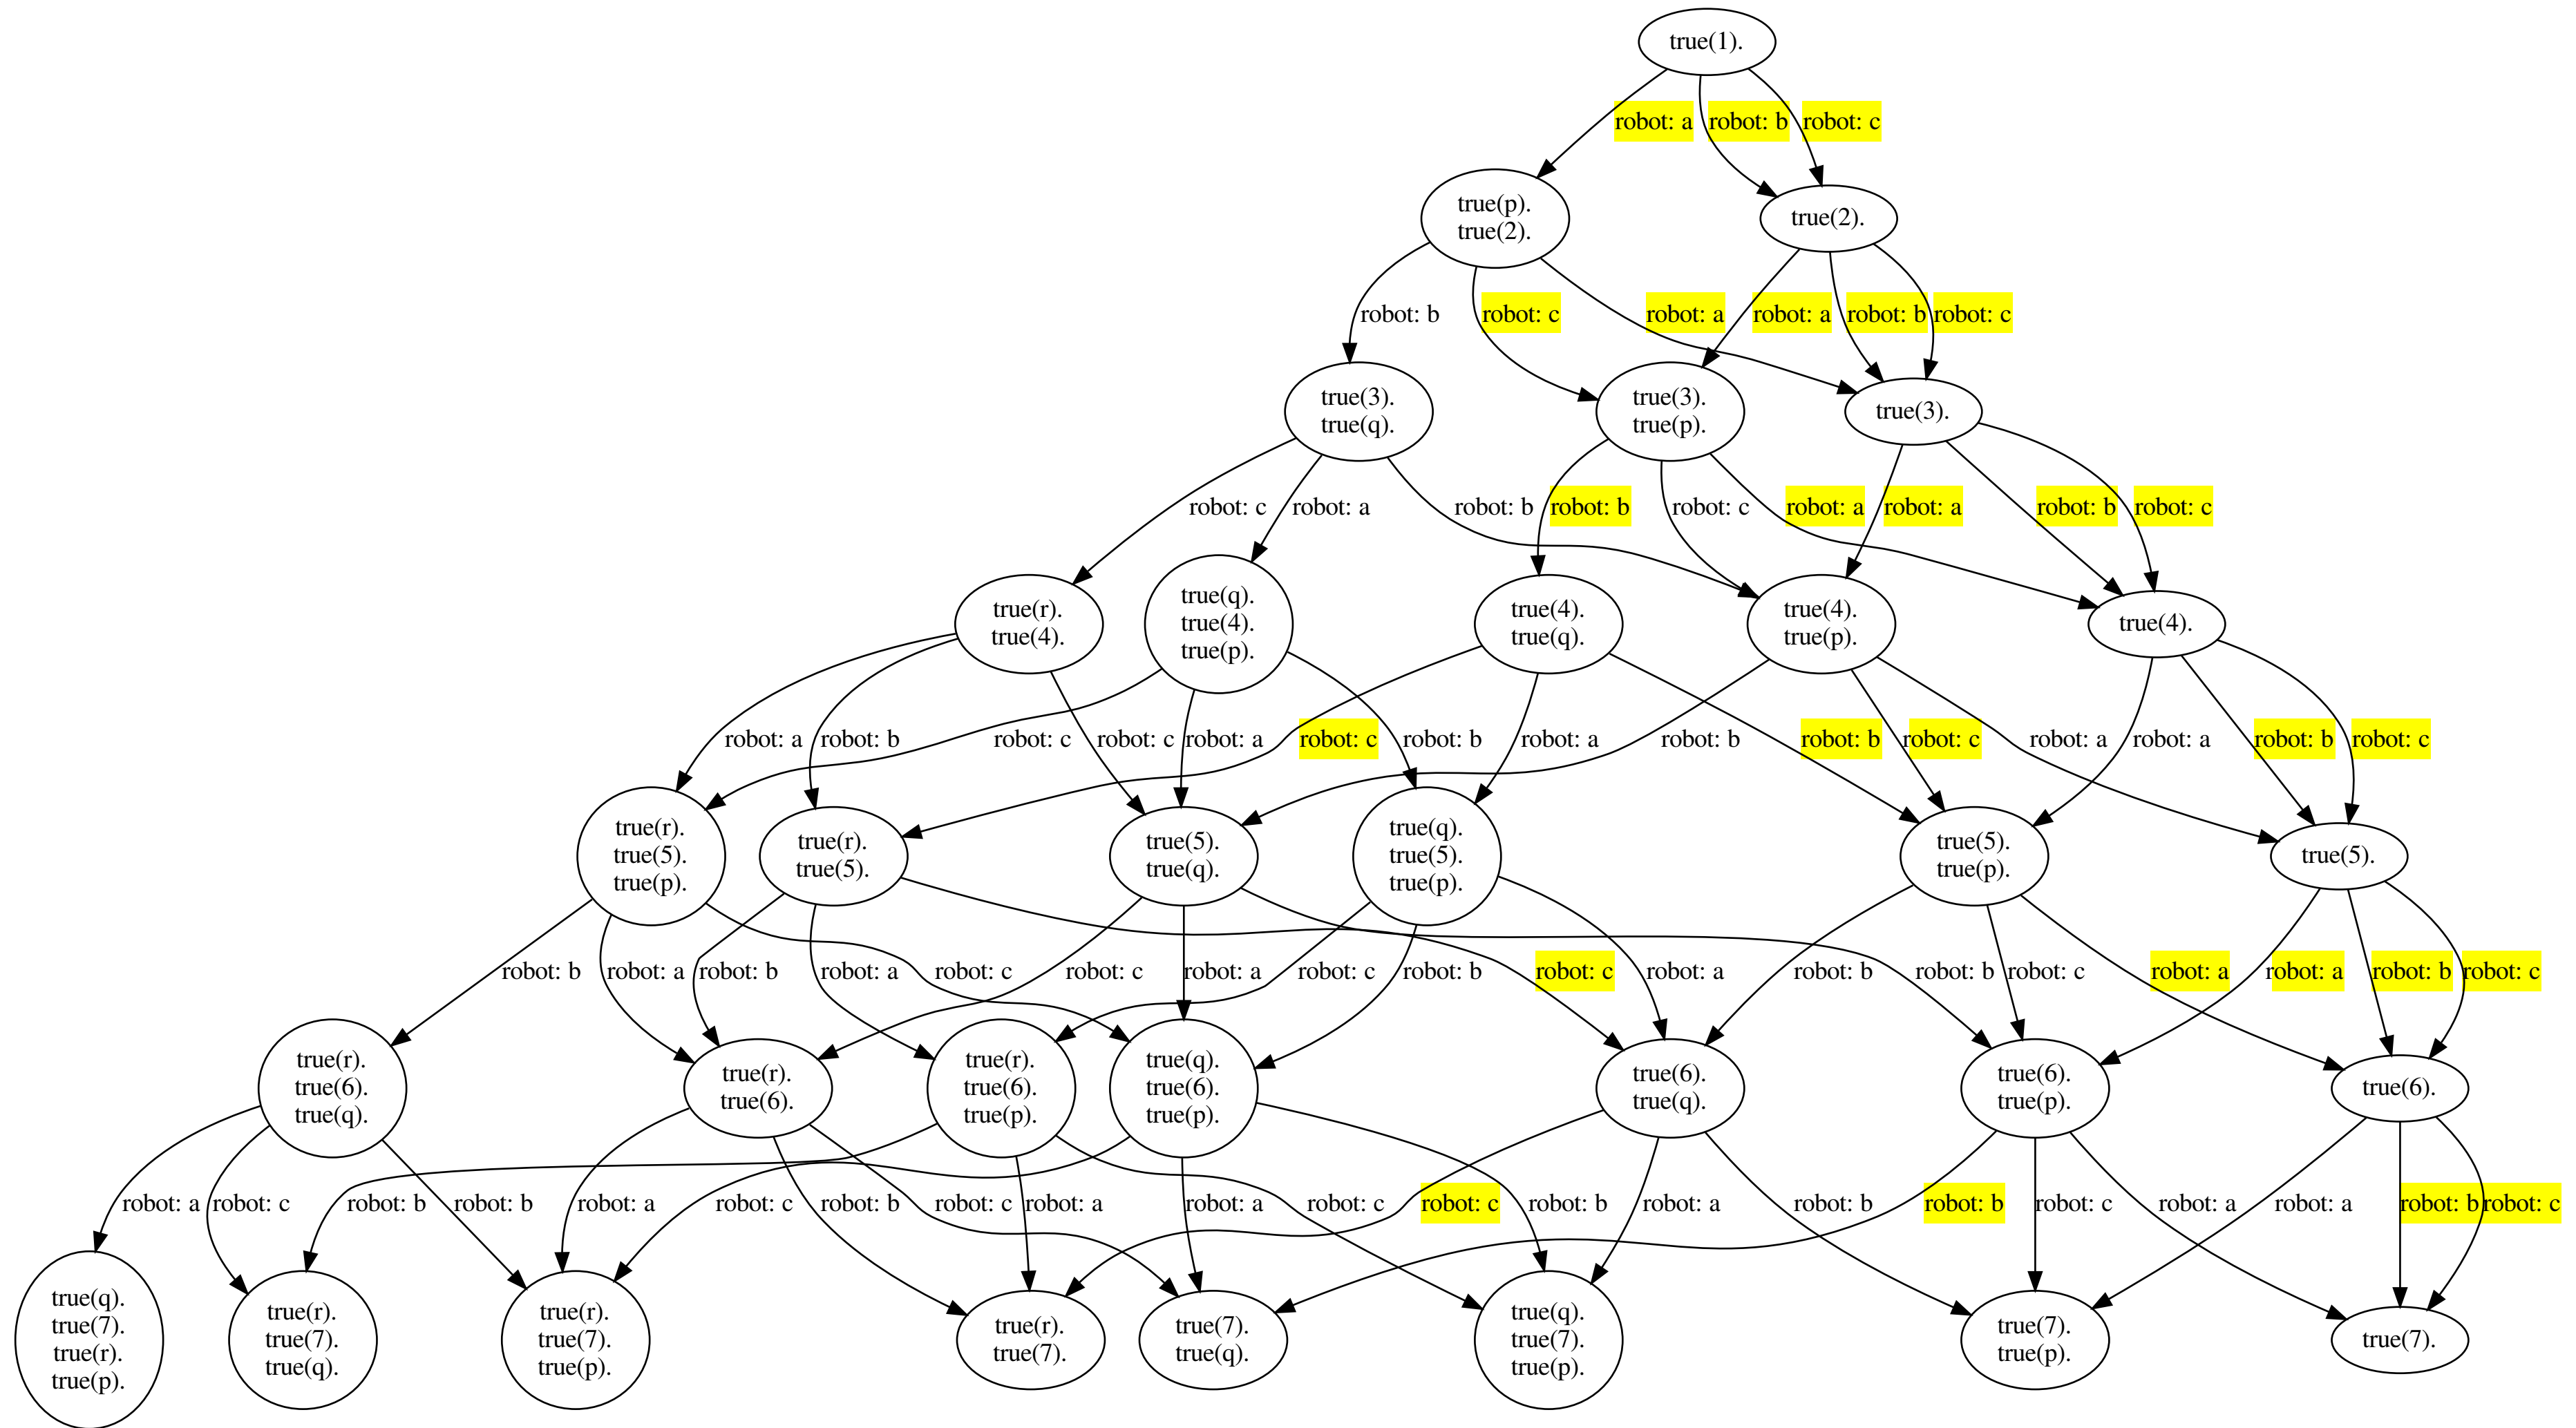 true(1).
robot: a
robot: b
robot: c
true(p).
true(2).
true(2).
robot: b
robot: c
robot: a
robot: a
robot: b
robot: c
true(3).
true(q).
true(3).
true(p).
true(3).
robot: c
robot: a
robot: b
robot: b
robot: c
robot: a
robot: a
robot: b
robot: c
true(r).
true(4).
true(q).
true(4).
true(p).
true(4).
true(q).
true(4).
true(p).
true(4).
robot: a
robot: b
robot: c
robot: c
robot: a
robot: c
robot: b
robot: a
robot: b
robot: b
robot: c
robot: a
robot: a
robot: b
robot: c
true(r).
true(5).
true(p).
true(r).
true(5).
true(5).
true(q).
true(q).
true(5).
true(p).
true(5).
true(p).
true(5).
robot: b
robot: a
robot: b
robot: a
robot: c
robot: c
robot: a
robot: c
robot: b
robot: c
robot: a
robot: b
robot: b
robot: c
robot: a
robot: a
robot: b
robot: c
true(r).
true(6).
true(q).
true(r).
true(6).
true(r).
true(6).
true(p).
true(q).
true(6).
true(p).
true(6).
true(q).
true(6).
true(p).
true(6).
robot: a
robot: c
robot: b
robot: b
robot: a
robot: c
robot: b
robot: c
robot: a
robot: a
robot: c
robot: c
robot: b
robot: a
robot: b
robot: b
robot: c
robot: a
robot: a
robot: b
robot: c
true(q).
true(7).
true(r).
true(p).
true(r).
true(7).
true(q).
true(r).
true(7).
true(p).
true(r).
true(7).
true(7).
true(q).
true(q).
true(7).
true(p).
true(7).
true(p).
true(7).